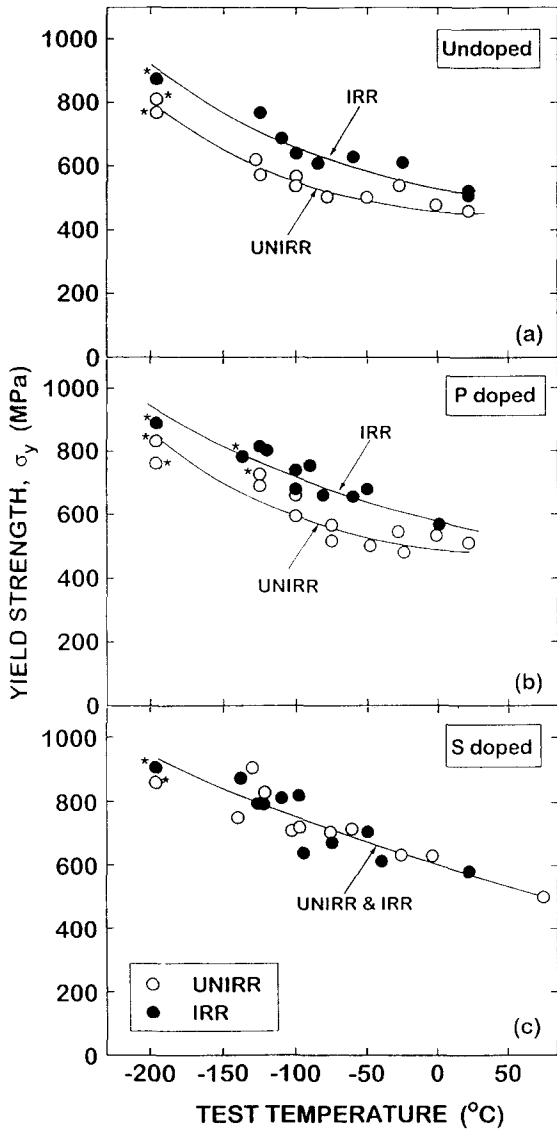 1000
Undoped
*
*
800
*
IRR
600
400
UNIRR
200
(a)
0
1000
P doped
*
*
*
IRR
800
*
*
600
UNIRR
400
200
(b)
0
YIELD STRENGTH, σy (MPa)
1000
S doped
*
*
800
600
UNIRR & IRR
400
200
UNIRR
IRR
(c)
0
-200 -150 -100 -50 0 50
TEST TEMPERATURE (°C)